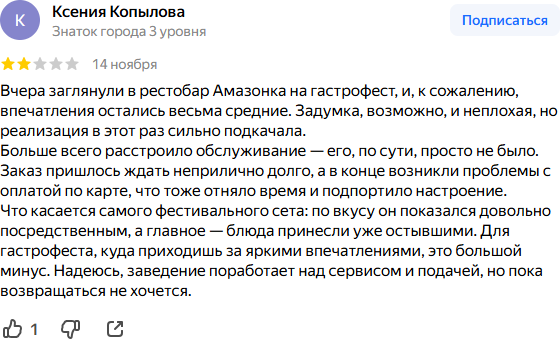 К
Ксения Копылова
Знаток города 3 уровня
Подписаться
14 ноября
Вчера заглянули в рестобар Амазонка на гастрофест, и, к сожалению,
впечатления остались весьма средние. Задумка, возможно, и неплохая, но
реализация в этот раз сильно подкачала.
Больше всего расстроило обслуживание — его, по сути, просто не было.
Заказ пришлось ждать неприлично долго, а в конце возникли проблемы с
оплатой по карте, что тоже отняло время и подпортило настроение.
Что касается самого фестивального сета: по вкусу он показался довольно
посредственным, а главное — блюда принесли уже остывшими. Для
гастрофеста, куда приходишь за яркими впечатлениями, это большой
минус. Надеюсь, заведение поработает над сервисом и подачей, но пока
возвращаться не хочется.
1